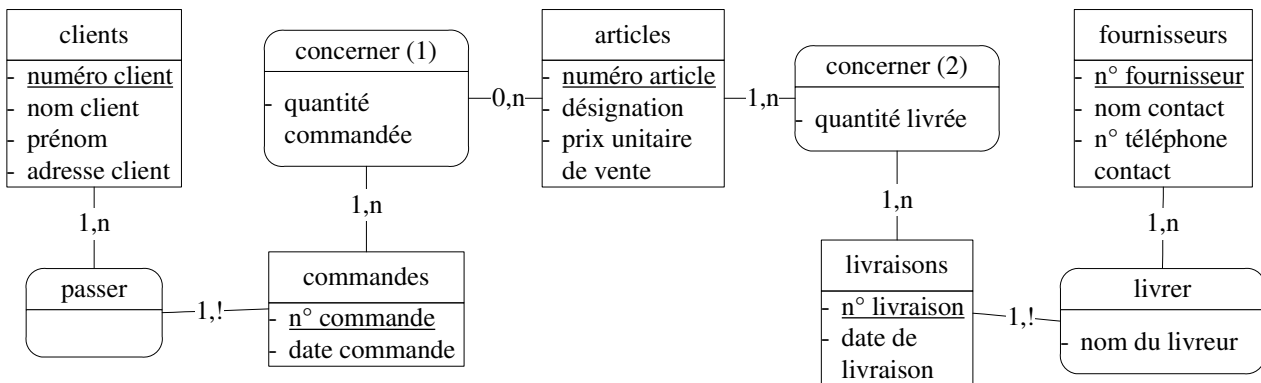 clients
- numéro client
- nom client
- prénom
- adresse client
1,n
passer
1,!
concerner (1)
- quantité
commandée
1,n
commandes
- n° commande
- date commande
0,n
articles
- numéro article
- désignation
- prix unitaire
de vente
1,n
concerner (2)
- quantité livrée
1,n
livraisons
- n° livraison
- date de
livraison
1,!
fournisseurs
- n° fournisseur
- nom contact
- n° téléphone
contact
1,n
livrer
- nom du livreur